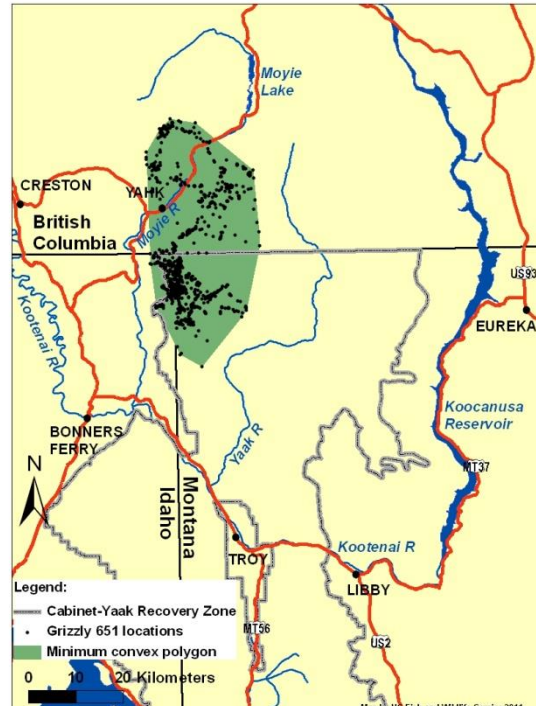 Moyie
Lake
CRESTON
YAHK
British
Columbia
Moyie R
US93
EUREKA
Kootenai R
Koocanusa
Reservoir
BONNERS
FERRY
Yaak R
MT37
N
Montana
Idaho
TROY
Kootenai R
LIBBY
Legend:
Cabinet-Yaak Recovery Zone
Grizzly 651 locations
MT56
US2
Minimum convex polygon
0 10 20 Kilometers